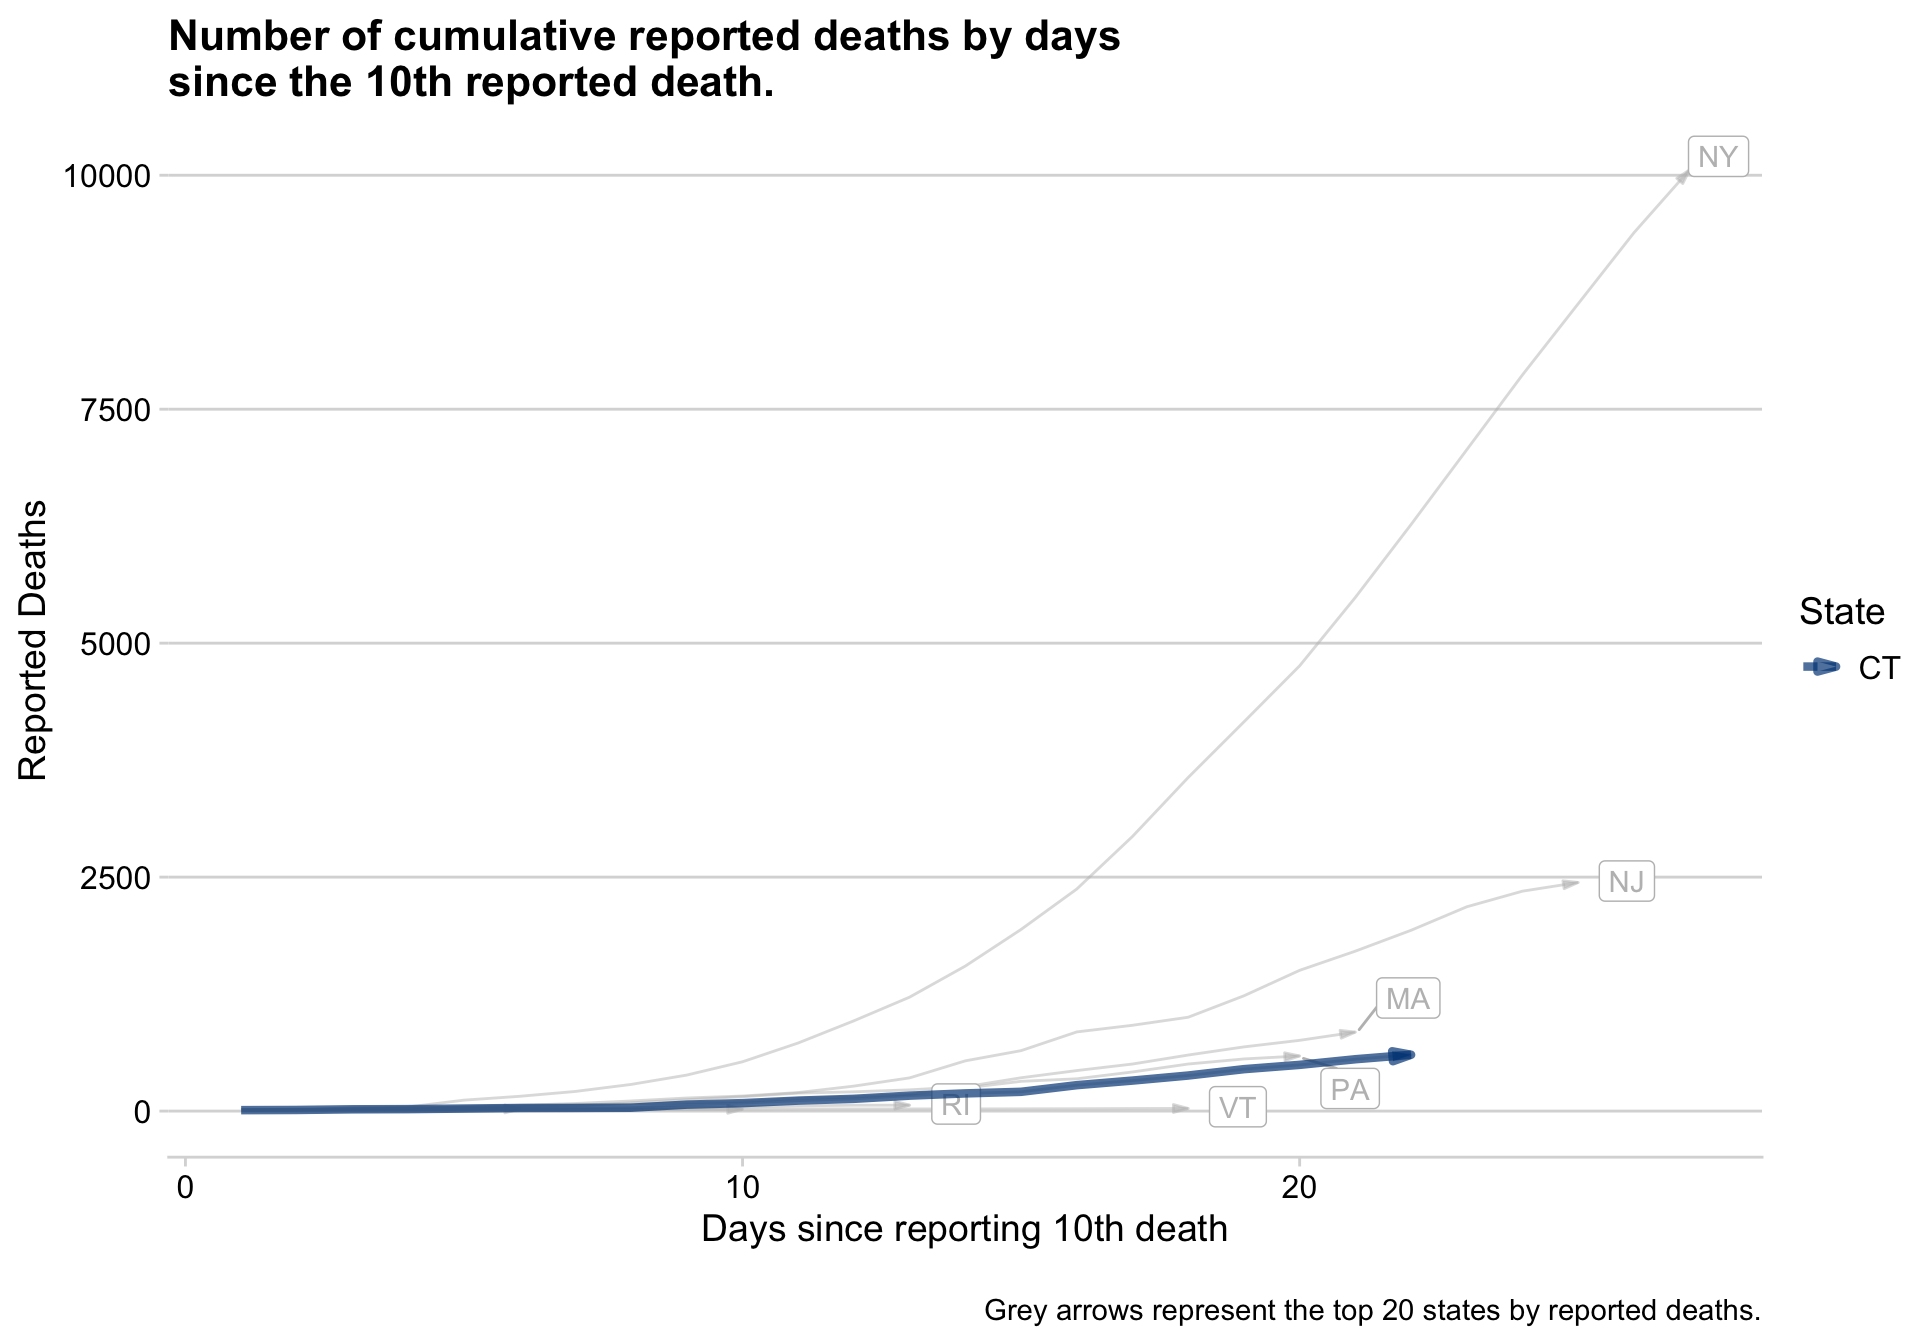 Number of cumulative reported deaths by days
since the 10th reported death.
10000
7500
5000
2500
0
Reported Deaths
NY
NJ
MA
PA
VT
RI
State
CT
0
10
20
Days since reporting 10th death
Grey arrows represent the top 20 states by reported deaths.